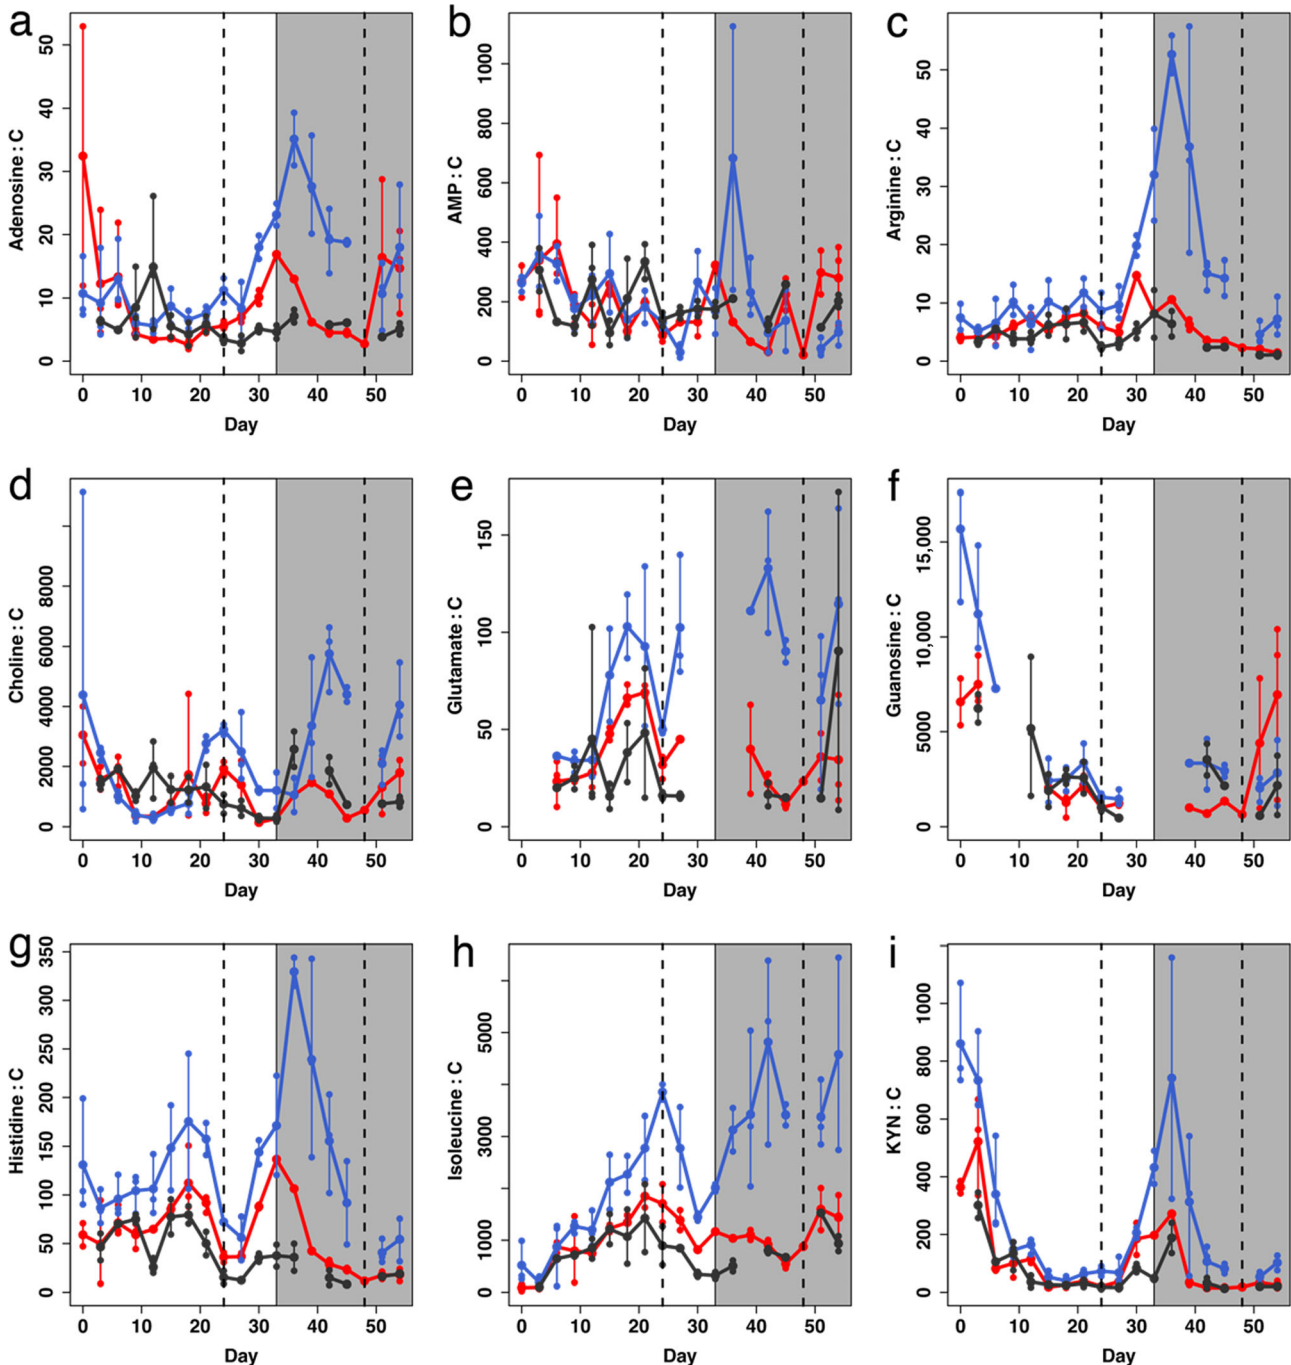 a b c
Adenosine : C
0 10 20 30 40 50
0 10 20 30 40 50
Day
AMP : C
0 200 400 600 800 1000
0 10 20 30 40 50
Day
Arginine : C
0 10 20 30 40 50
0 10 20 30 40 50
Day
d e f
Choline : C
0 2000 4000 6000 8000
0 10 20 30 40 50
Day
Glutamate : C
0 50 100 150
0 10 20 30 40 50
Day
Guanosine : C
0 5000 10,000 15,000
0 10 20 30 40 50
Day
g h i
Histidine : C
0 50 100 150 200 250 300 350
0 10 20 30 40 50
Day
Isoleucine : C
0 1000 3000 5000
0 10 20 30 40 50
Day
KYN : C
0 200 400 600 800 1000
0 10 20 30 40 50
Day